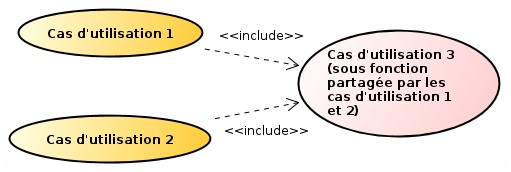 Cas d'utilisation 1
<<include>>
Cas d'utilisation 3
(sous fonction
partagée par les
cas d'utilisation 1
et 2)
Cas d'utilisation 2
<<include>>